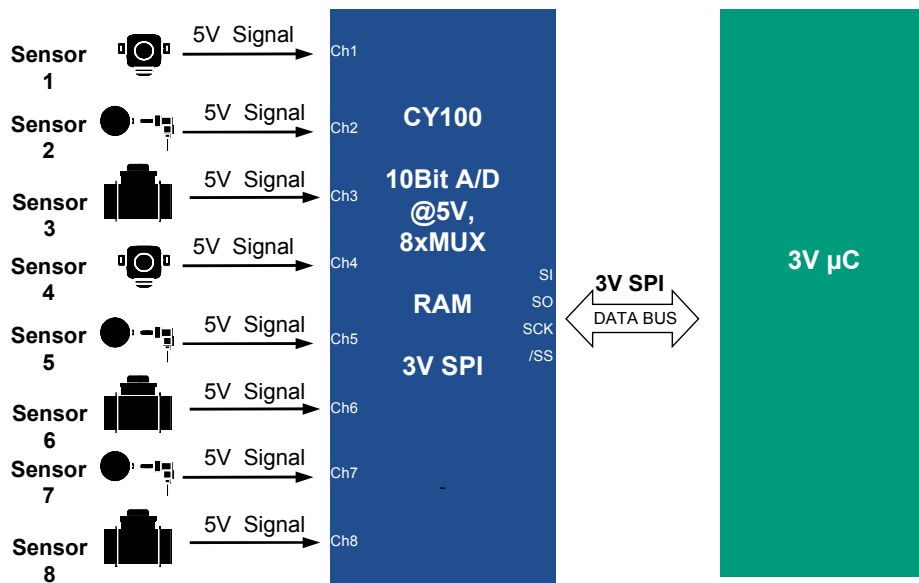 Sensor
1
5V Signal
Ch1
Sensor
2
5V Signal
Ch2
Sensor
3
5V Signal
Ch3
Sensor
4
5V Signal
Ch4
Sensor
5
5V Signal
Ch5
Sensor
6
5V Signal
Ch6
Sensor
7
5V Signal
Ch7
Sensor
8
5V Signal
Ch8
CY100
10Bit A/D
@5V,
8xMUX
RAM
3V SPI
-
SI
SO
SCK
/SS
3V SPI
DATA BUS
3V µC